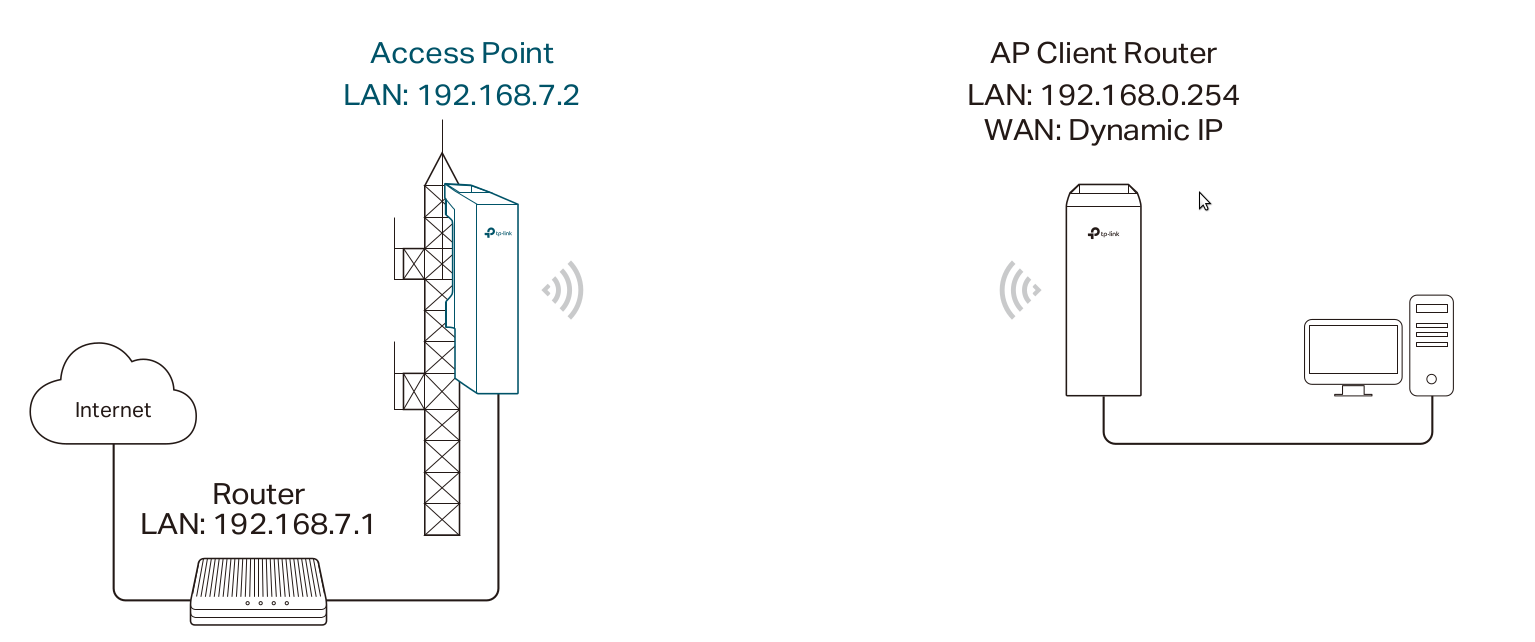 Access Point
LAN: 192.168.7.2
AP Client Router
LAN: 192.168.0.254
WAN: Dynamic IP
tp-link
tp-link
Internet
Router
LAN: 192.168.7.1